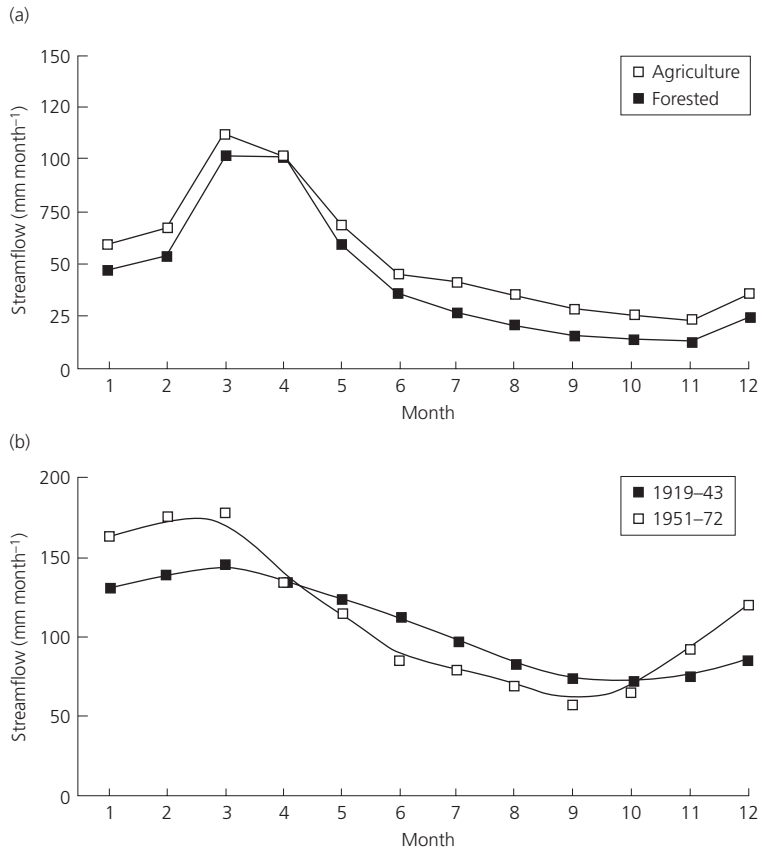 (a)
150
120
100
750
50
25
0
Streamflow (mm month⁻¹)
Agriculture
Forested
1 2 3 4 5 6 7 8 9 10 11 12
Month
(b)
200
150
100
50
0
Streamflow (mm month⁻¹)
1919–43
1951–72
1 2 3 4 5 6 7 8 9 10 11 12
Month